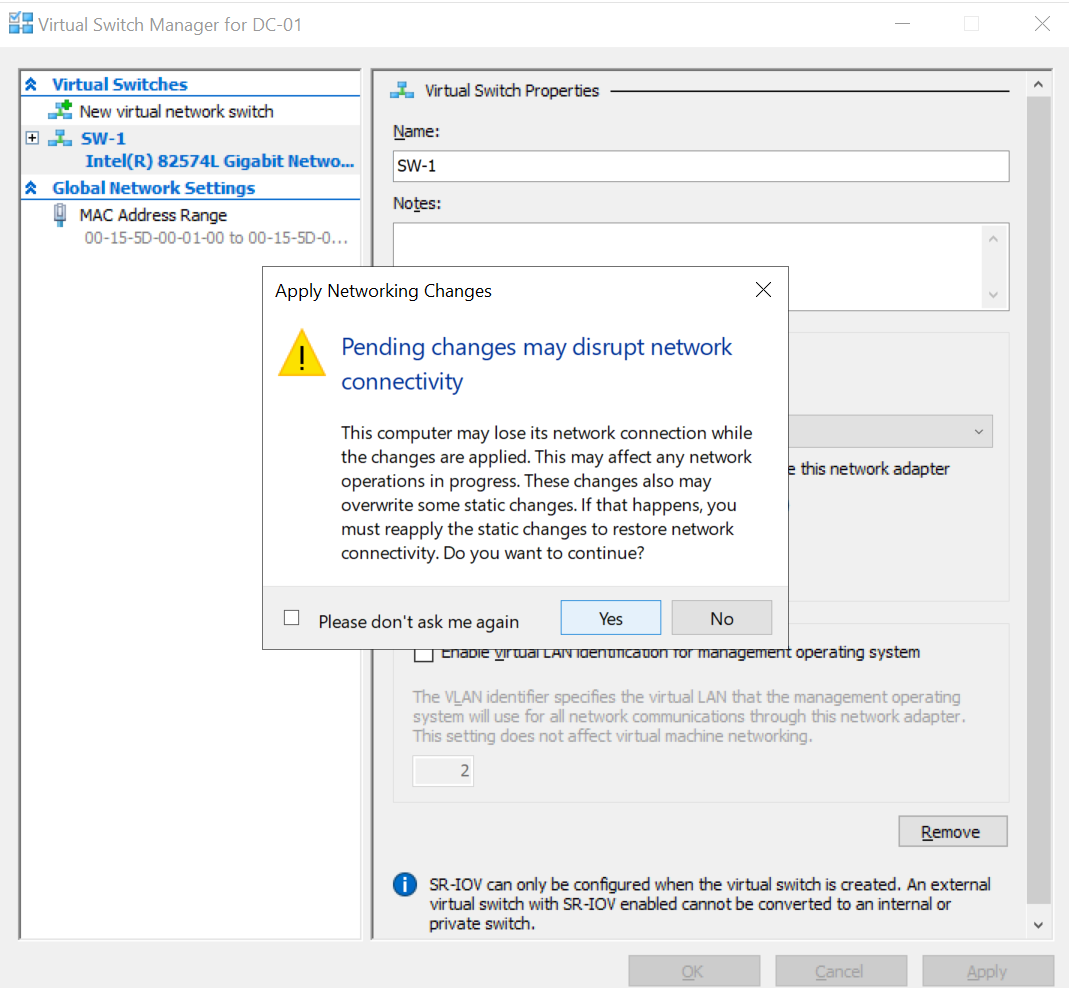 Virtual Switch Manager for DC-01
Virtual Switches
New virtual network switch
SW-1
Intel(R) 82574L Gigabit Netwo...
Global Network Settings
MAC Address Range
00-15-5D-00-01-00 to 00-15-5D-0...
Virtual Switch Properties
Name:
SW-1
Notes:
e this network adapter
Apply Networking Changes
Pending changes may disrupt network
connectivity
This computer may lose its network connection while
the changes are applied. This may affect any network
operations in progress. These changes also may
overwrite some static changes. If that happens, you
must reapply the static changes to restore network
connectivity. Do you want to continue?
Please don't ask me again
Yes
No
Enable virtual LAN identification for management operating system
The VLAN identifier specifies the virtual LAN that the management operating
system will use for all network communications through this network adapter.
This setting does not affect virtual machine networking.
2
Remove
SR-IOV can only be configured when the virtual switch is created. An external
virtual switch with SR-IOV enabled cannot be converted to an internal or
private switch.
OK
Cancel
Apply